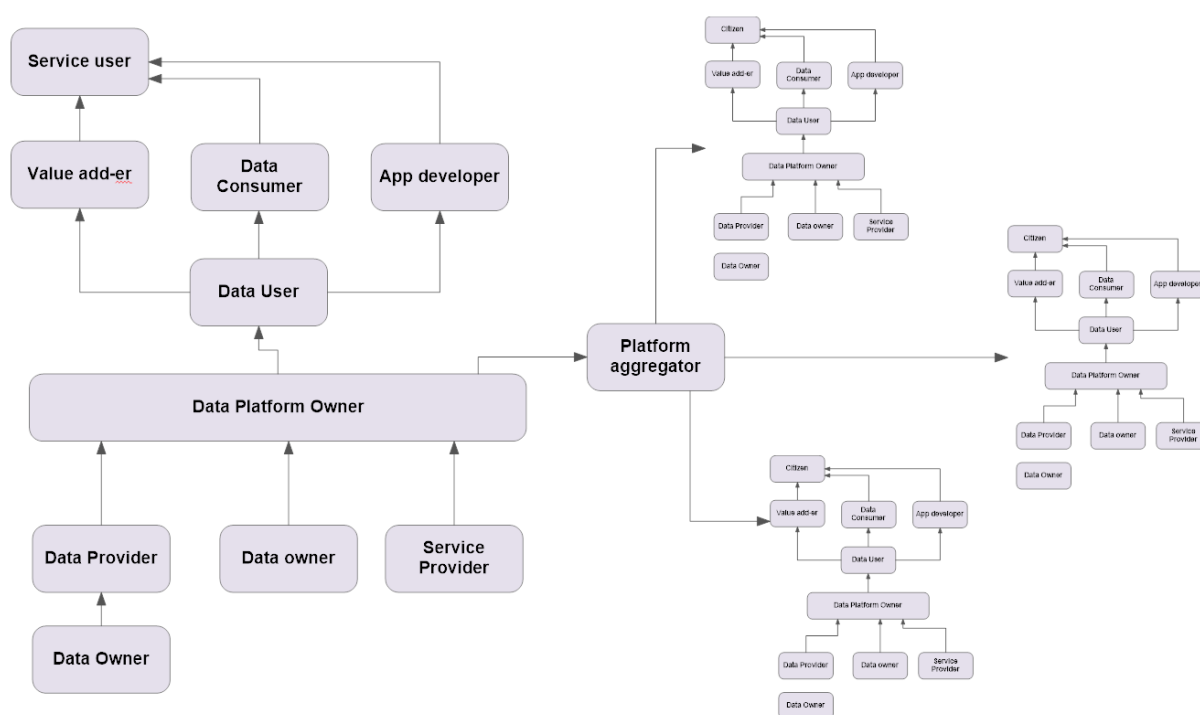 Service user
Value add-er
Data
Consumer
App developer
Data User
Data Platform Owner
Data Provider
Data owner
Service
Provider
Data Owner
Platform
aggregator
Citizen
Value add-er
Data
Consumer
App developer
Data User
Data Platform Owner
Data Provider
Data owner
Service
Provider
Data Owner
Citizen
Value add-er
Data
Consumer
App developer
Data User
Data Platform Owner
Data Provider
Data owner
Service
Provider
Data Owner
Citizen
Value add-er
Data
Consumer
App developer
Data User
Data Platform Owner
Data Provider
Data owner
Service
Provider
Data Owner